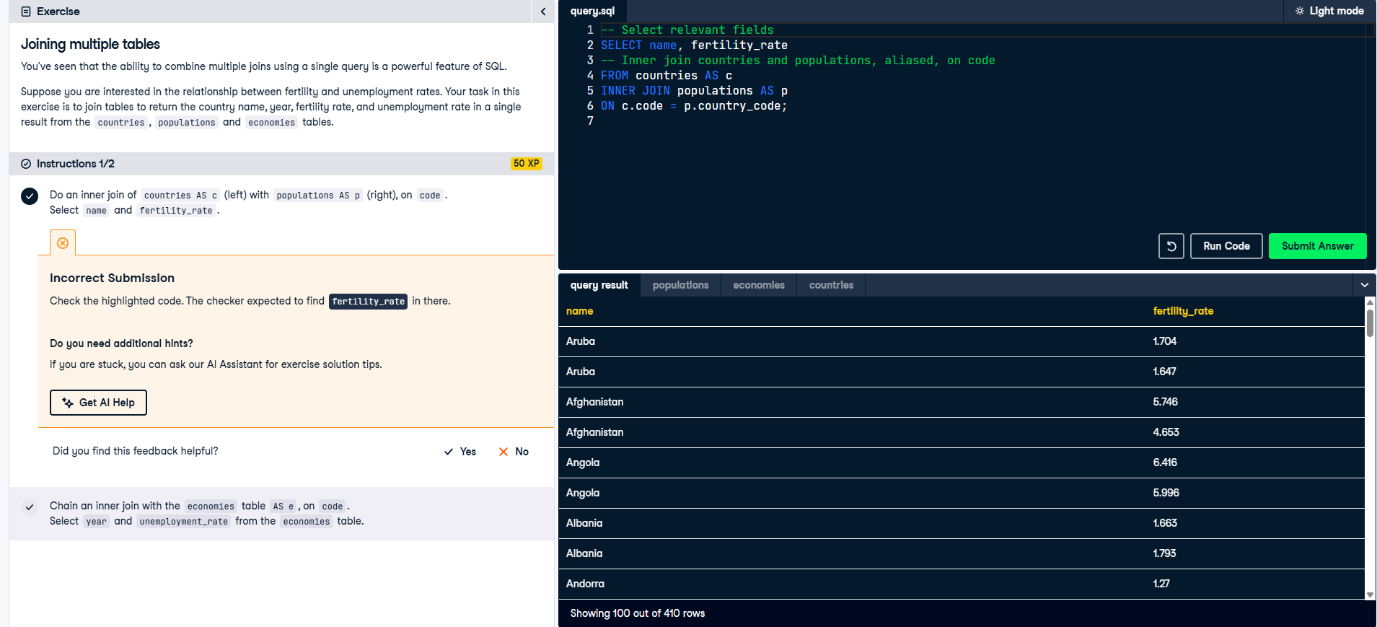 Exercise
Joining multiple tables
You've seen that the ability to combine multiple joins using a single query is a powerful feature of SQL.
Suppose you are interested in the relationship between fertility and unemployment rates. Your task in this
exercise is to join tables to return the country name, year, fertility rate, and unemployment rate in a single
result from the countries, populations and economies tables.
Instructions 1/2
50 XP
Do an inner join of countries AS c (left) with populations AS p (right), on code.
Select name and fertility_rate.
Incorrect Submission
Check the highlighted code. The checker expected to find fertility_rate in there.
Do you need additional hints?
If you are stuck, you can ask our AI Assistant for exercise solution tips.
Get AI Help
Did you find this feedback helpful?
Yes
No
Chain an inner join with the economies table AS e, on code.
Select year and unemployment_rate from the economies table.
query.sql
Light mode
1 -- Select relevant fields
2 SELECT name, fertility_rate
3 -- Inner join countries and populations, aliased, on code
4 FROM countries AS c
5 INNER JOIN populations AS p
6 ON c.code = p.country_code;
7
Run Code
Submit Answer
query result populations economies countries
name fertility_rate
Aruba 1.704
Aruba 1.647
Afghanistan 5.746
Afghanistan 4.653
Angola 6.416
Angola 5.996
Albania 1.663
Albania 1.793
Andorra 1.27
Showing 100 out of 410 rows